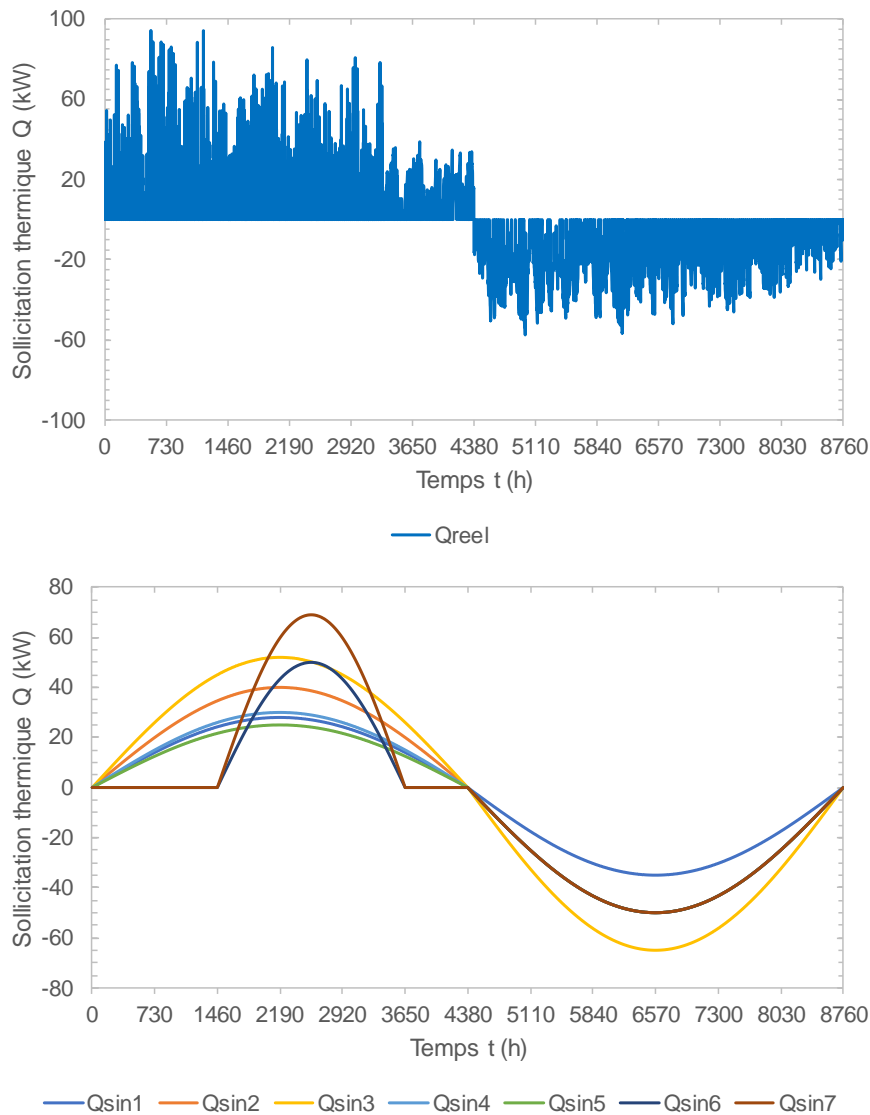 100
60
20
-20
-60
-100
Sollicitation thermique Q (kW)
0 730 1460 2190 2920 3650 4380 5110 5840 6570 7300 8030 8760
Temps t (h)
Qreel
80
60
40
20
0
-20
-40
-60
-80
Sollicitation thermique Q (kW)
0 730 1460 2190 2920 3650 4380 5110 5840 6570 7300 8030 8760
Temps t (h)
Qsin1 Qsin2 Qsin3 Qsin4 Qsin5 Qsin6 Qsin7